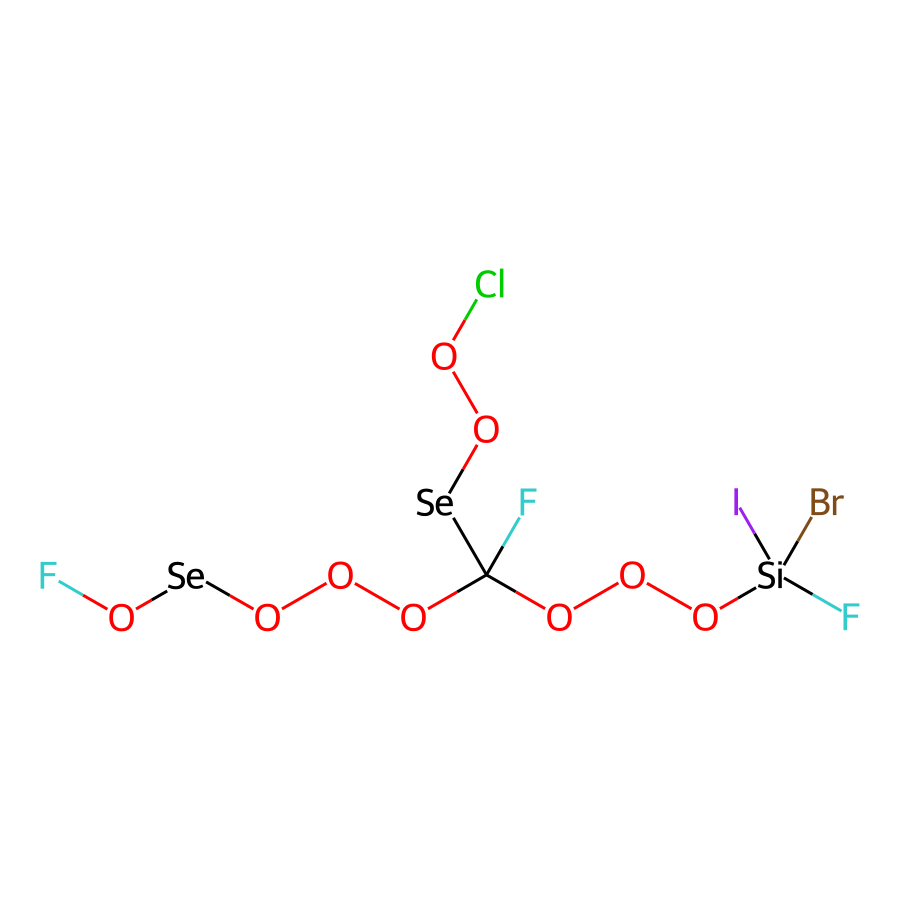 Cl
O
O
Se F I Br
F Se O O Si
O O O O O F